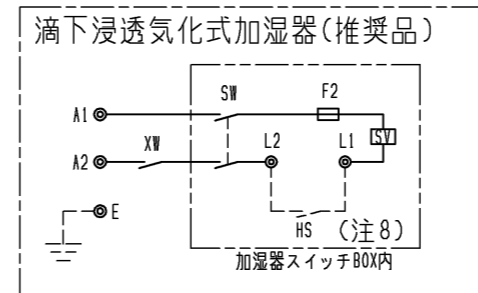 滴下浸透気化式加湿器(推奨品)
SW F2
A1 SV
A2 XW L2 L1
E
HS (注8)
加湿器スイッチBOX内